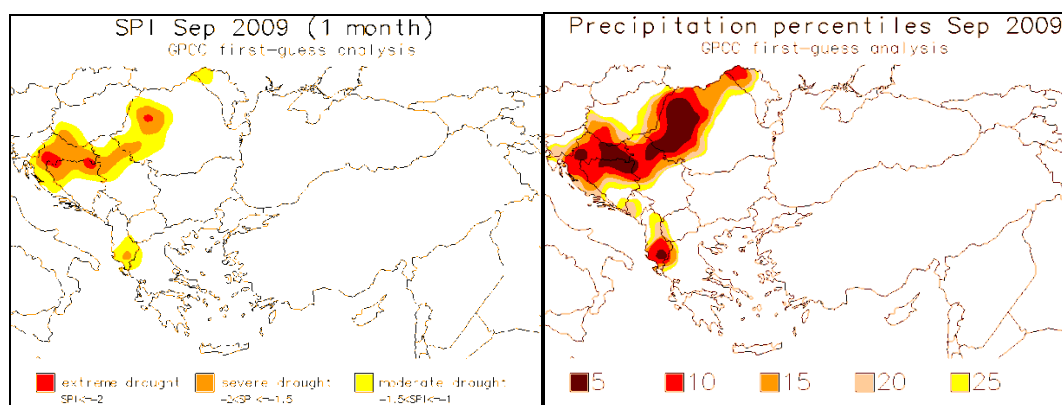 SPI Sep 2009 (1 month)
GPCC first-guess analysis
extreme drought
SPI<=-2
severe drought
-2<SPI<=-1.5
moderate drought
-1.5<SPI<=-1
Precipitation percentiles Sep 2009
GPCC first-guess analysis
5
10
15
20
25